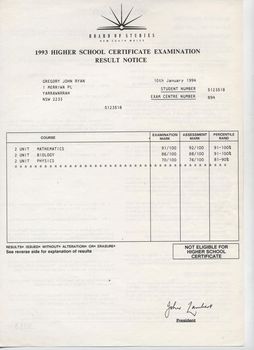 BOARD OF STUDIES
NEW SOUTH WALES
1993 HIGHER SCHOOL CERTIFICATE EXAMINATION
RESULT NOTICE
GREGORY JOHN RYAN
1 MERRIWA PL
YARRAWARRAH
NSW 2233
10th January 1994
STUDENT NUMBER 5123518
EXAM CENTRE NUMBER 894
5123518
COURSE EXAMINATION MARK ASSESSMENT MARK PERCENTILE BAND
2 UNIT MATHEMATICS 91/100 92/100 91-100%
2 UNIT BIOLOGY 86/100 88/100 91-100%
2 UNIT PHYSICS 70/100 74/100 81-90%
RESULTS* ISSUED* WITHOUT* ALTERATION* OR* ERASURE*
See reverse side for explanation of results
NOT ELIGIBLE FOR
HIGHER SCHOOL
CERTIFICATE
John Lambert
President